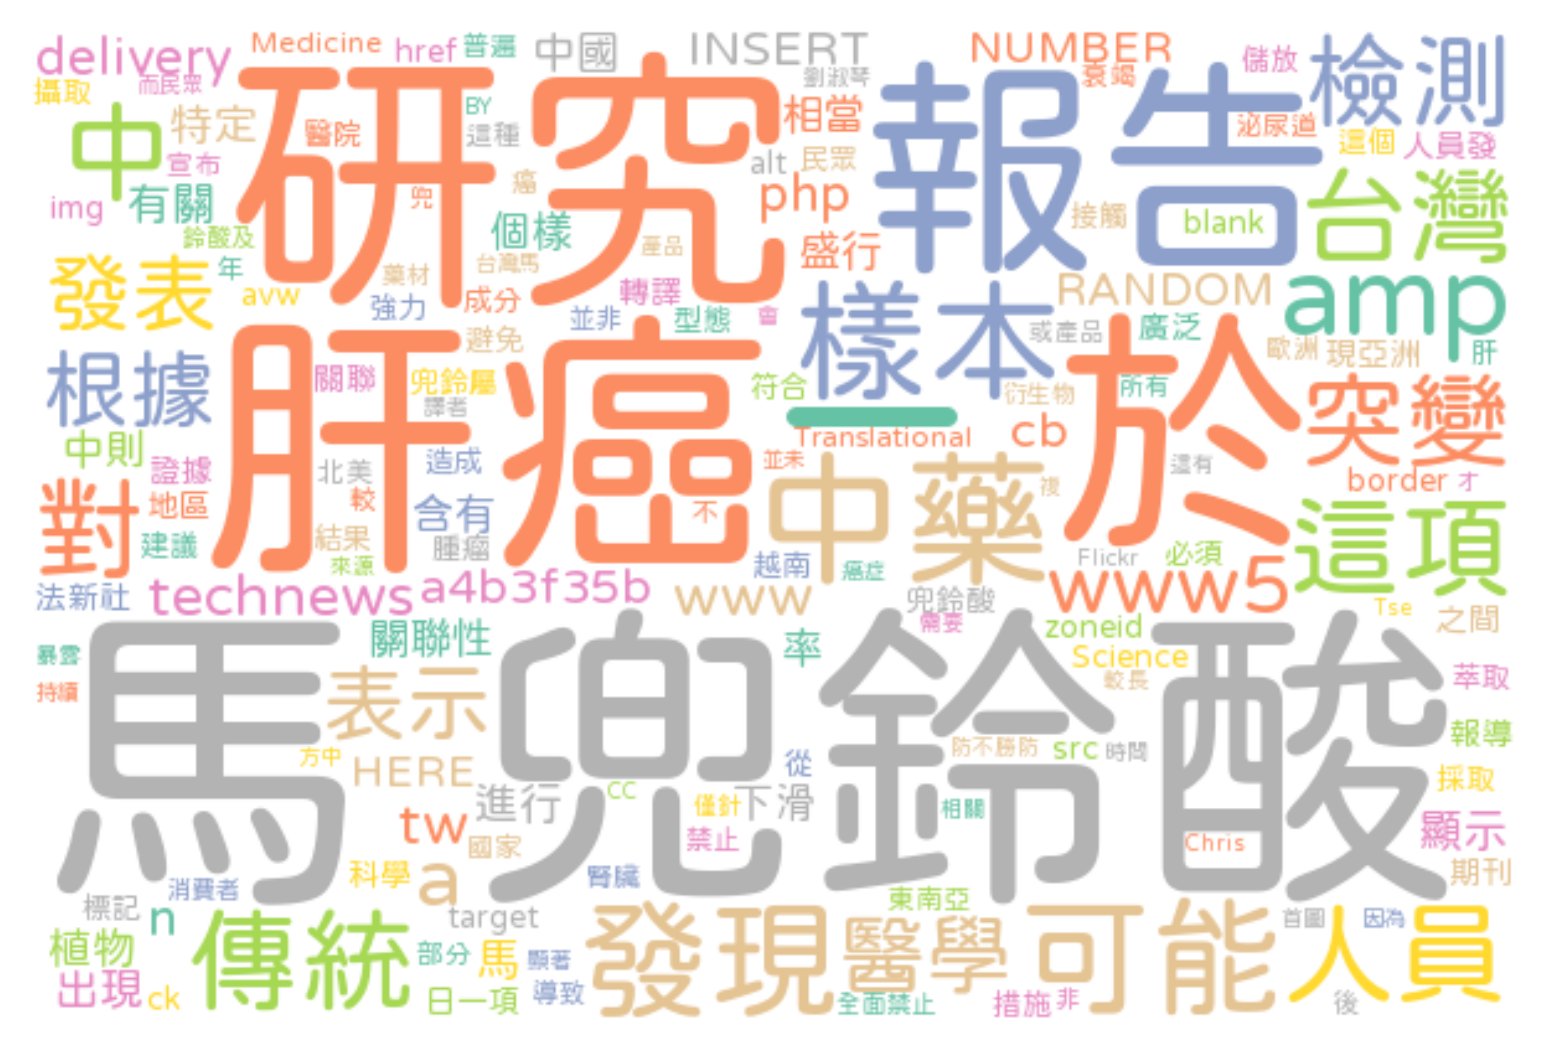 delivery Medicine href 普遍 中國 INSERT NUMBER 儲放 檢測
攝取 而民眾 劉淑琴 衰竭
中 特定 醫院 研究 BY 這種 相當 報告 泌尿道 這個 人員發
宣布 癌 alt 民眾
img 有關 兜 個樣 php 接觸 blank 台灣
鈴酸及 產品 盛行
發表 年 藥材 台灣馬
avw 強力 成分 轉譯 樣本 RANDOM amp
並非 型態 會 或產品 廣泛
根據 關聯 避免 歐洲 現亞洲 肝
肝癌 兜鈴屬 符合 衍生物 所有 於 突變
譯者 一
中則 Translational cb
證據 北美 造成 並未 這有 border 才
對 地區 較 含有 不 中藥 複 這項
建議 結果 腫瘤
來源 越南 癌症 Flickr 必須
法新社 technews a4b3f35b www 兜鈴酸 www5 Tse 之間
關聯性 需要 zoneid
暴露 率 Science
持續 表示 較長 萃取
馬兜鈴酸
方中 HERE 從 防不勝防 src 時間 報導
進行 CC 僅針 下滑 相關 採取
tw 禁止 Chris 顯示
國家
科學 a 腎臟 期刊
標記 消費者 東南亞
n target 首圖 因為
植物 傳統 部分 馬 顯著 發現 醫學 可能 人員
出現 ck 日一項 導致 全面禁止 措施 非 後